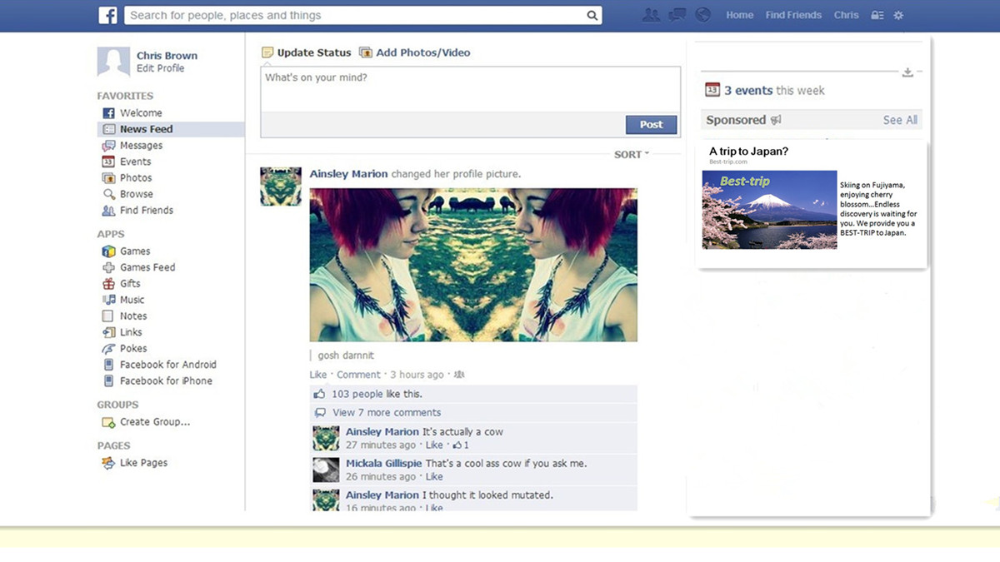 Search for people, places and things
Home Find Friends Chris
Chris Brown
Edit Profile
FAVORITES
Welcome
News Feed
Messages
13 Events
Photos
Browse
Find Friends
APPS
Games
Games Feed
Gifts
Music
Notes
Links
Pokes
Facebook for Android
Facebook for iPhone
GROUPS
Create Group...
PAGES
Like Pages
Update Status Add Photos/Video
What's on your mind?
Post
SORT
Ainsley Marion changed her profile picture.
gosh darnnit
Like · Comment · 3 hours ago ·
103 people like this.
View 7 more comments
Ainsley Marion It's actually a cow
27 minutes ago · Like · 1
Mickala Gillispie That's a cool ass cow if you ask me.
26 minutes ago · Like
Ainsley Marion I thought it looked mutated.
16 minutes ago · Like
13 3 events this week
Sponsored See All
A trip to Japan?
Best-trip.com
Best-trip
Skiing on Fujiyama,
enjoying cherry
blossom...Endless
discovery is waiting for
you. We provide you a
BEST-TRIP to Japan.